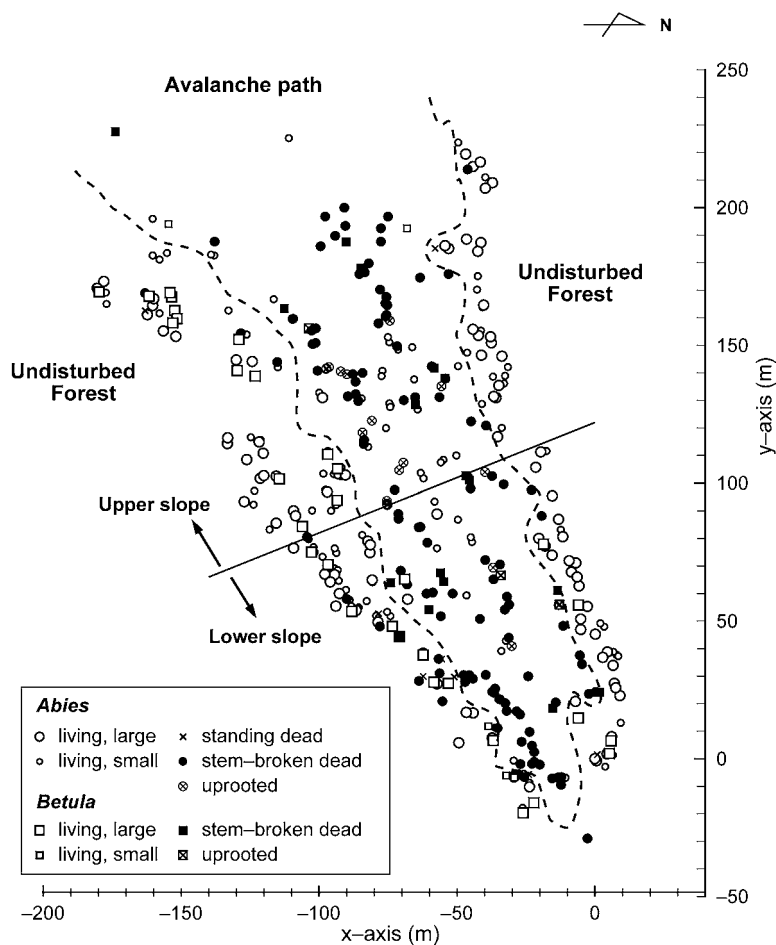 N
Avalanche path
Undisturbed
Forest
Undisturbed
Forest
Upper slope
Lower slope
Abies
living, large
standing dead
living, small
stem–broken dead
uprooted
Betula
living, large
stem–broken dead
living, small
uprooted
250
200
150
100
50
0
–50
y–axis (m)
–200
–150
–100
–50
0
x–axis (m)